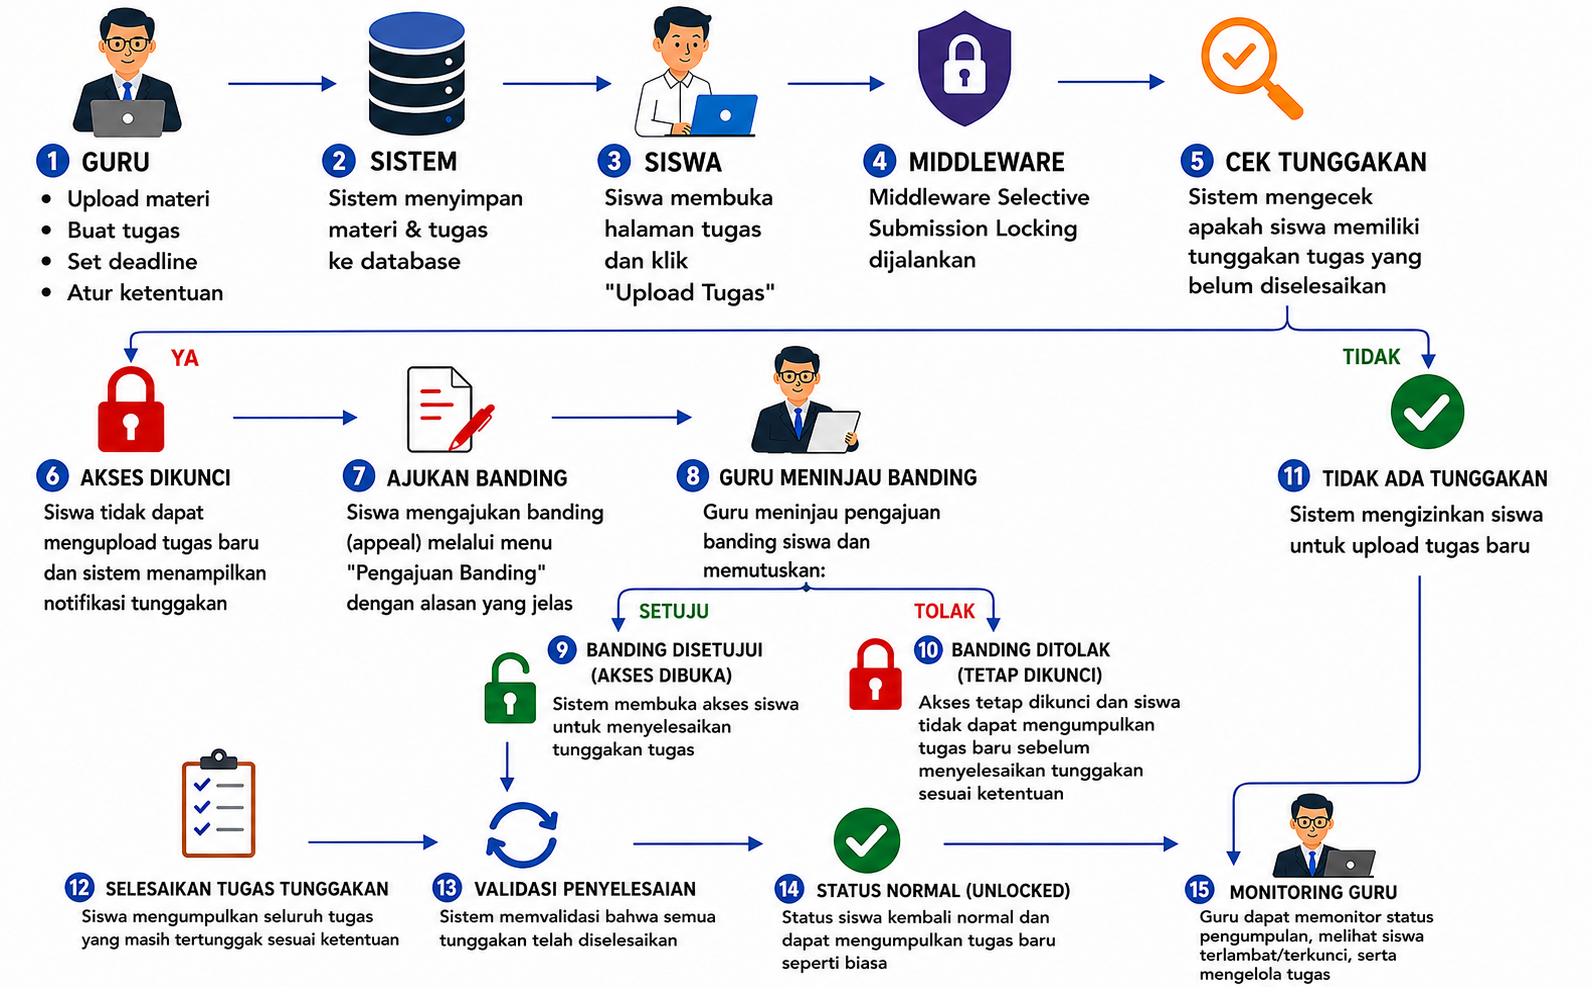 1 GURU
• Upload materi
• Buat tugas
• Set deadline
• Atur ketentuan
2 SISTEM
Sistem menyimpan
materi & tugas
ke database
3 SISWA
Siswa membuka
halaman tugas
dan klik
"Upload Tugas"
4 MIDDLEWARE
Middleware Selective
Submission Locking
dijalankan
5 CEK TUNGGAKAN
Sistem mengecek
apakah siswa memiliki
tunggakan tugas yang
belum diselesaikan
YA
TIDAK
6 AKSES DIKUNCI
Siswa tidak dapat
mengupload tugas baru
dan sistem menampilkan
notifikasi tunggakan
7 AJUKAN BANDING
Siswa mengajukan banding
(appeal) melalui menu
"Pengajuan Banding"
dengan alasan yang jelas
8 GURU MENINJAU BANDING
Guru meninjau pengajuan
banding siswa dan
memutuskan:
11 TIDAK ADA TUNGGAKAN
Sistem mengizinkan siswa
untuk upload tugas baru
SETUJU
TOLAK
9 BANDING DISETUJUI
(AKSES DIBUKA)
Sistem membuka akses siswa
untuk menyelesaikan
tunggakan tugas
10 BANDING DITOLAK
(TETAP DIKUNCI)
Akses tetap dikunci dan siswa
tidak dapat mengumpulkan
tugas baru sebelum
menyelesaikan tunggakan
sesuai ketentuan
12 SELESAIKAN TUGAS TUNGGAKAN
Siswa mengumpulkan seluruh tugas
yang masih tertunggak sesuai ketentuan
13 VALIDASI PENYELESAIAN
Sistem memvalidasi bahwa semua
tunggakan telah diselesaikan
14 STATUS NORMAL (UNLOCKED)
Status siswa kembali normal dan
dapat mengumpulkan tugas baru
seperti biasa
15 MONITORING GURU
Guru dapat memonitor status
pengumpulan, melihat siswa
terlambat/terkunci, serta
mengelola tugas